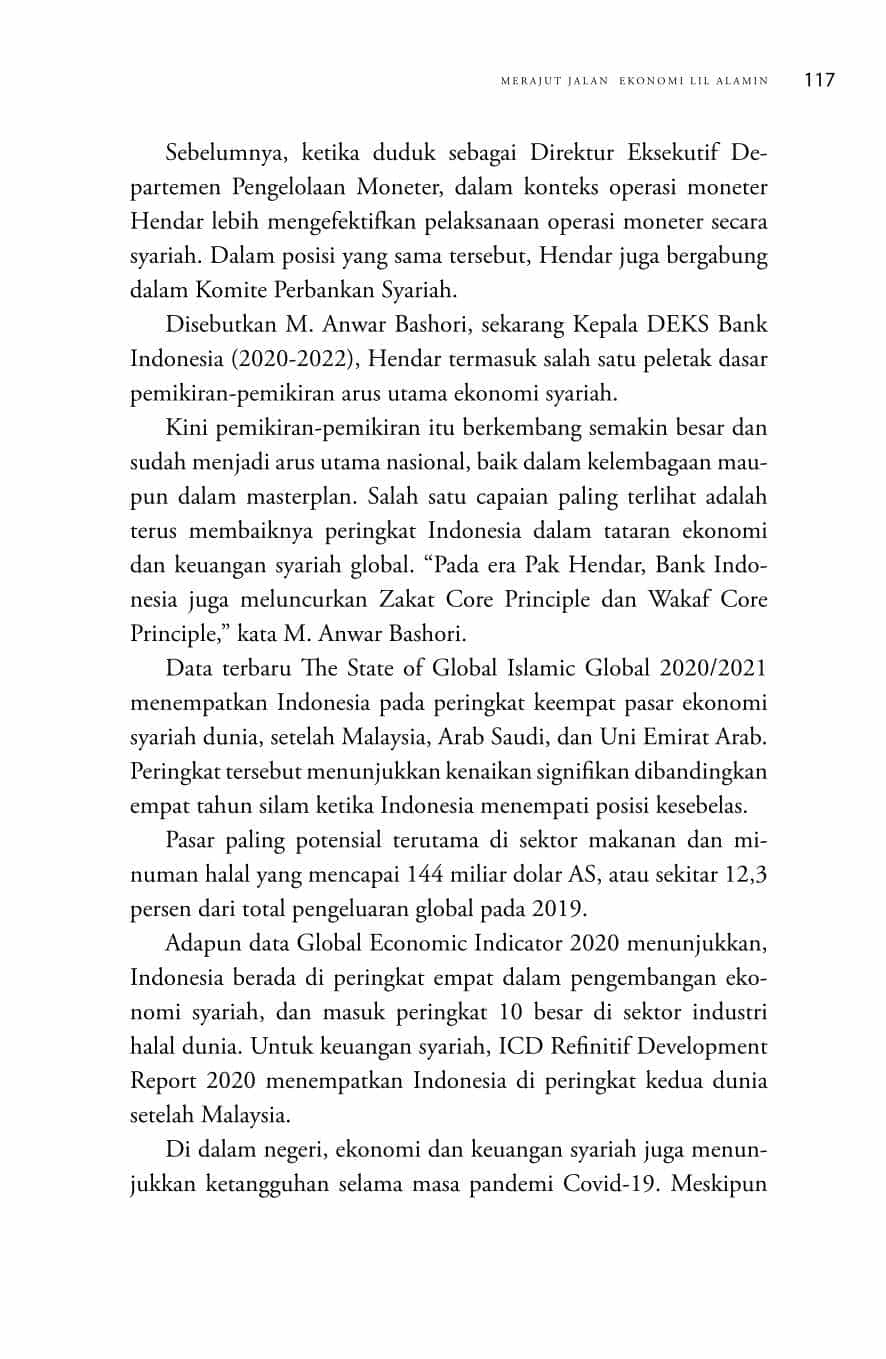 MERAJUT JALAN EKONOMI LIL ALAMIN 117
Sebelumnya, ketika duduk sebagai Direktur Eksekutif De-
partemen Pengelolaan Moneter, dalam konteks operasi moneter
Hendar lebih mengefektifkan pelaksanaan operasi moneter secara
syariah. Dalam posisi yang sama tersebut, Hendar juga bergabung
dalam Komite Perbankan Syariah.
Disebutkan M. Anwar Bashori, sekarang Kepala DEKS Bank
Indonesia (2020-2022), Hendar termasuk salah satu peletak dasar
pemikiran-pemikiran arus utama ekonomi syariah.
Kini pemikiran-pemikiran itu berkembang semakin besar dan
sudah menjadi arus utama nasional, baik dalam kelembagaan mau-
pun dalam masterplan. Salah satu capaian paling terlihat adalah
terus membaiknya peringkat Indonesia dalam tataran ekonomi
dan keuangan syariah global. “Pada era Pak Hendar, Bank Indo-
nesia juga meluncurkan Zakat Core Principle dan Wakaf Core
Principle,” kata M. Anwar Bashori.
Data terbaru The State of Global Islamic Global 2020/2021
menempatkan Indonesia pada peringkat keempat pasar ekonomi
syariah dunia, setelah Malaysia, Arab Saudi, dan Uni Emirat Arab.
Peringkat tersebut menunjukkan kenaikan signifikan dibandingkan
empat tahun silam ketika Indonesia menempati posisi kesebelas.
Pasar paling potensial terutama di sektor makanan dan mi-
numan halal yang mencapai 144 miliar dolar AS, atau sekitar 12,3
persen dari total pengeluaran global pada 2019.
Adapun data Global Economic Indicator 2020 menunjukkan,
Indonesia berada di peringkat empat dalam pengembangan eko-
nomi syariah, dan masuk peringkat 10 besar di sektor industri
halal dunia. Untuk keuangan syariah, ICD Refinitif Development
Report 2020 menempatkan Indonesia di peringkat kedua dunia
setelah Malaysia.
Di dalam negeri, ekonomi dan keuangan syariah juga menun-
jukkan ketangguhan selama masa pandemi Covid-19. Meskipun